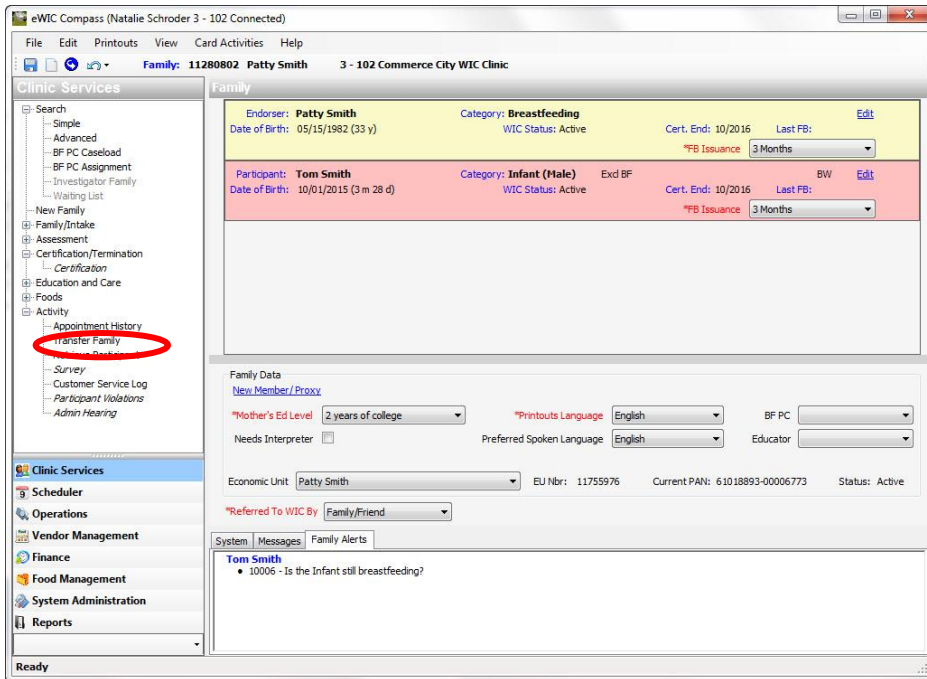 eWIC Compass (Natalie Schroder 3 - 102 Connected)
File Edit Printouts View Card Activities Help
Family: 11280802 Patty Smith 3 - 102 Commerce City WIC Clinic
Clinic Services
Search
Simple
Advanced
BF PC Caseload
BF PC Assignment
Investigator Family
Waiting List
New Family
Family/Intake
Assessment
Certification/Termination
Certification
Education and Care
Foods
Activity
Appointment History
Transfer Family
Survey
Customer Service Log
Participant Violations
Admin Hearing
Clinic Services
9 Scheduler
Operations
Vendor Management
Finance
Food Management
System Administration
Reports
Family
Endorser: Patty Smith Category: Breastfeeding Edit
Date of Birth: 05/15/1982 (33 y) WIC Status: Active Cert. End: 10/2016 Last FB:
*FB Issuance 3 Months
Participant: Tom Smith Category: Infant (Male) Excl BF BW Edit
Date of Birth: 10/01/2015 (3 m 28 d) WIC Status: Active Cert. End: 10/2016 Last FB:
*FB Issuance 3 Months
Family Data
New Member/Proxy
*Mother's Ed Level 2 years of college *Printouts Language English BF PC
Needs Interpreter Preferred Spoken Language English Educator
Economic Unit Patty Smith EU Nbr: 11755976 Current PAN: 61018893-00006773 Status: Active
*Referred To WIC By Family/Friend
System Messages Family Alerts
Tom Smith
• 10006 - Is the Infant still breastfeeding?
Ready